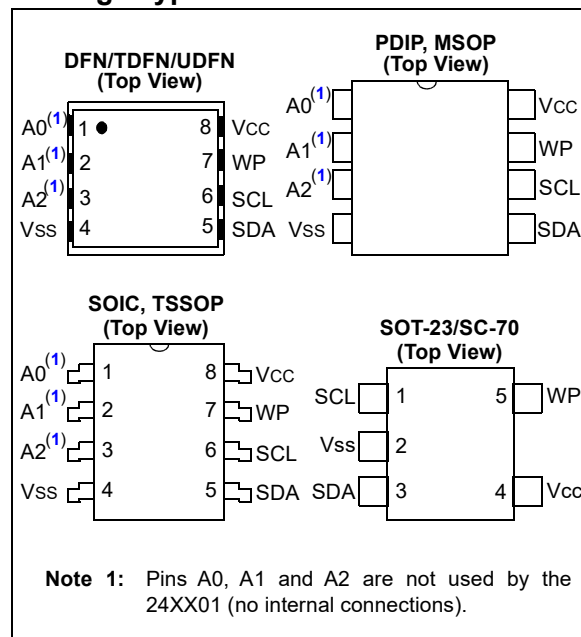 DFN/TDFN/UDFN
(Top View)
A0(1) 1 8 VCC
A1(1) 2 7 WP
A2(1) 3 6 SCL
VSS 4 5 SDA
PDIP, MSOP
(Top View)
A0(1) VCC
A1(1) WP
A2(1) SCL
VSS SDA
SOIC, TSSOP
(Top View)
A0(1) 1 8 VCC
A1(1) 2 7 WP
A2(1) 3 6 SCL
VSS 4 5 SDA
SOT-23/SC-70
(Top View)
SCL 1 5 WP
Vss 2
SDA 3 4 Vcc
Note 1: Pins A0, A1 and A2 are not used by the
24XX01 (no internal connections).